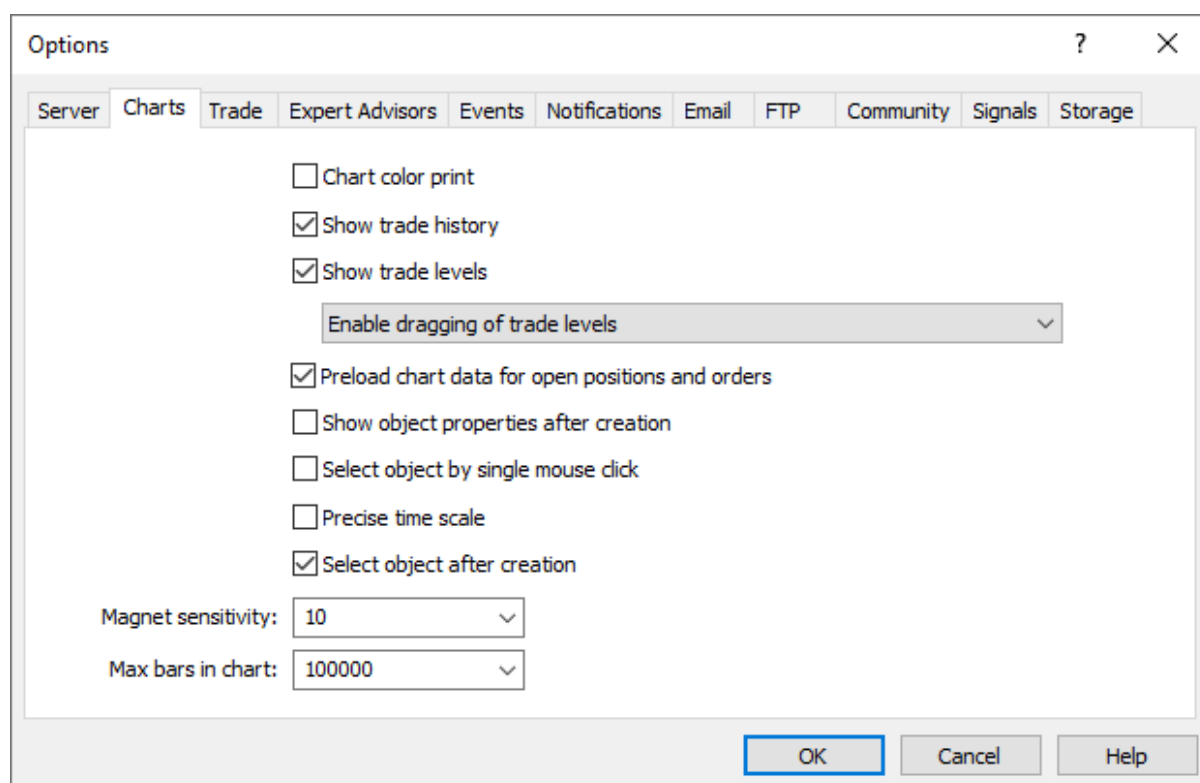 Options
Server Charts Trade Expert Advisors Events Notifications Email FTP Community Signals Storage
Chart color print
Show trade history
Show trade levels
Enable dragging of trade levels
Preload chart data for open positions and orders
Show object properties after creation
Select object by single mouse click
Precise time scale
Select object after creation
Magnet sensitivity: 10
Max bars in chart: 100000
OK Cancel Help